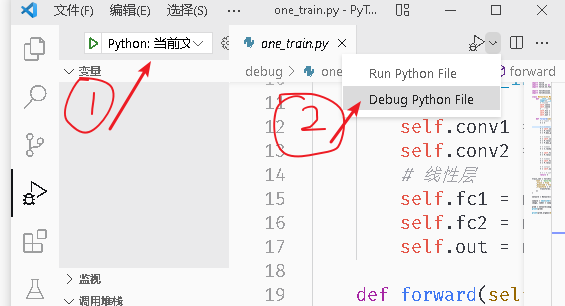 文件(F) 编辑(E) 选择(S) ... one_train.py - PyT...
Python: 当前文
one_train.py
变量
debug > one_train.py
forward
Run Python File
Debug Python File
1
2
12 self.conv1 =
13 self.conv2 =
14 # 线性层
15 self.fc1 =
16 self.fc2 =
17 self.out =
18
19 def forward(sel
监视
调用堆栈